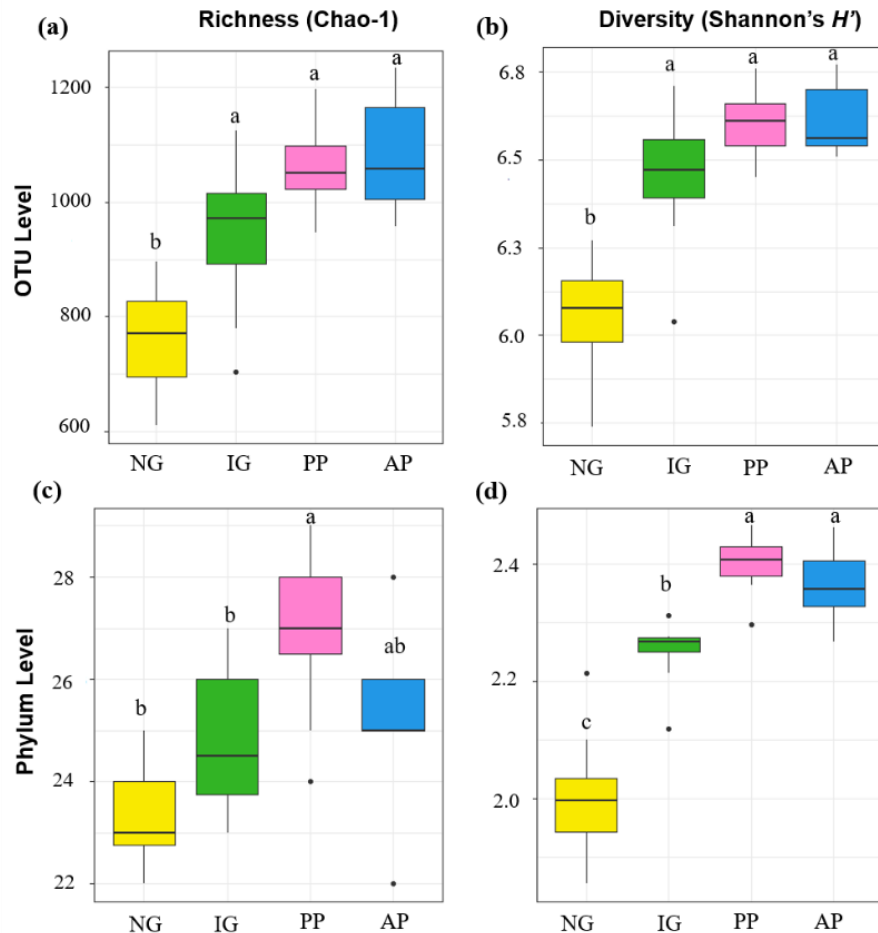 Richness (Chao-1)
Diversity (Shannon's H')
(a)
(b)
OTU Level
1200
1000
800
600
b
a
a
a
NG
IG
PP
AP
6.8
6.5
6.3
6.0
5.8
b
a
a
a
NG
IG
PP
AP
(c)
(d)
Phylum Level
28
26
24
22
b
b
a
ab
NG
IG
PP
AP
2.4
2.2
2.0
c
b
a
a
NG
IG
PP
AP